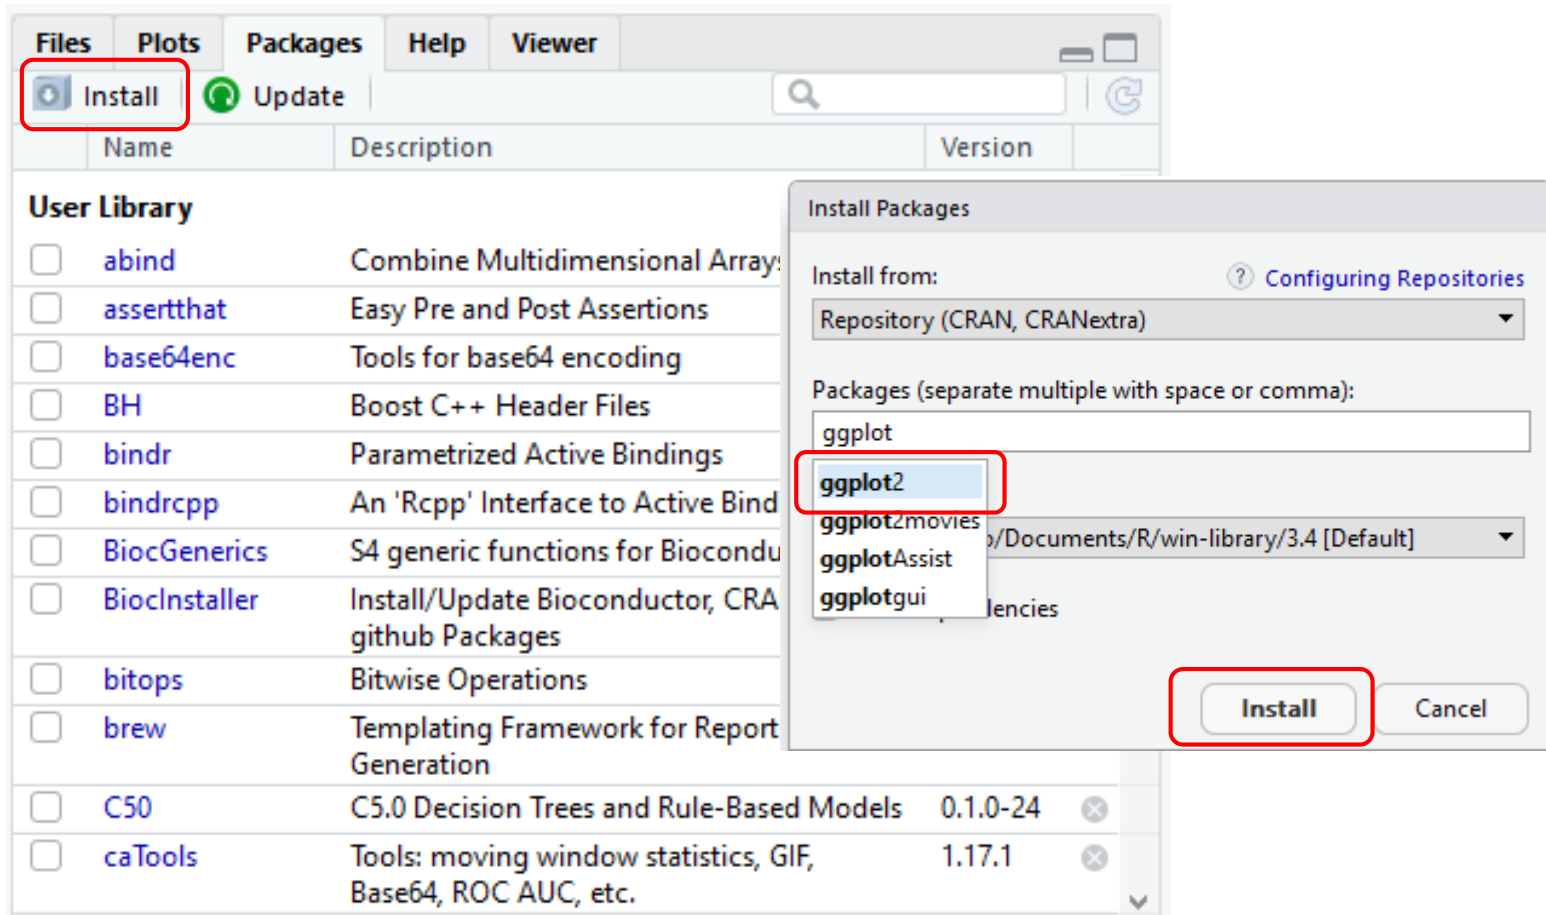 Files Plots Packages Help Viewer
Install Update
Name Description Version
User Library
abind Combine Multidimensional Array
assertthat Easy Pre and Post Assertions
base64enc Tools for base64 encoding
BH Boost C++ Header Files
bindr Parametrized Active Bindings
bindrcpp An 'Rcpp' Interface to Active Bind
BiocGenerics S4 generic functions for Biocondu
BiocInstaller Install/Update Bioconductor, CRA
github Packages
bitops Bitwise Operations
brew Templating Framework for Report
Generation
C50 C5.0 Decision Trees and Rule-Based Models 0.1.0-24
caTools Tools: moving window statistics, GIF, 1.17.1
Base64, ROC AUC, etc.
Install Packages
Install from: ? Configuring Repositories
Repository (CRAN, CRANextra)
Packages (separate multiple with space or comma):
ggplot
ggplot2
ggplot2movies
/Documents/R/win-library/3.4 [Default]
ggplotAssist
ggplotgui
lencies
Install Cancel